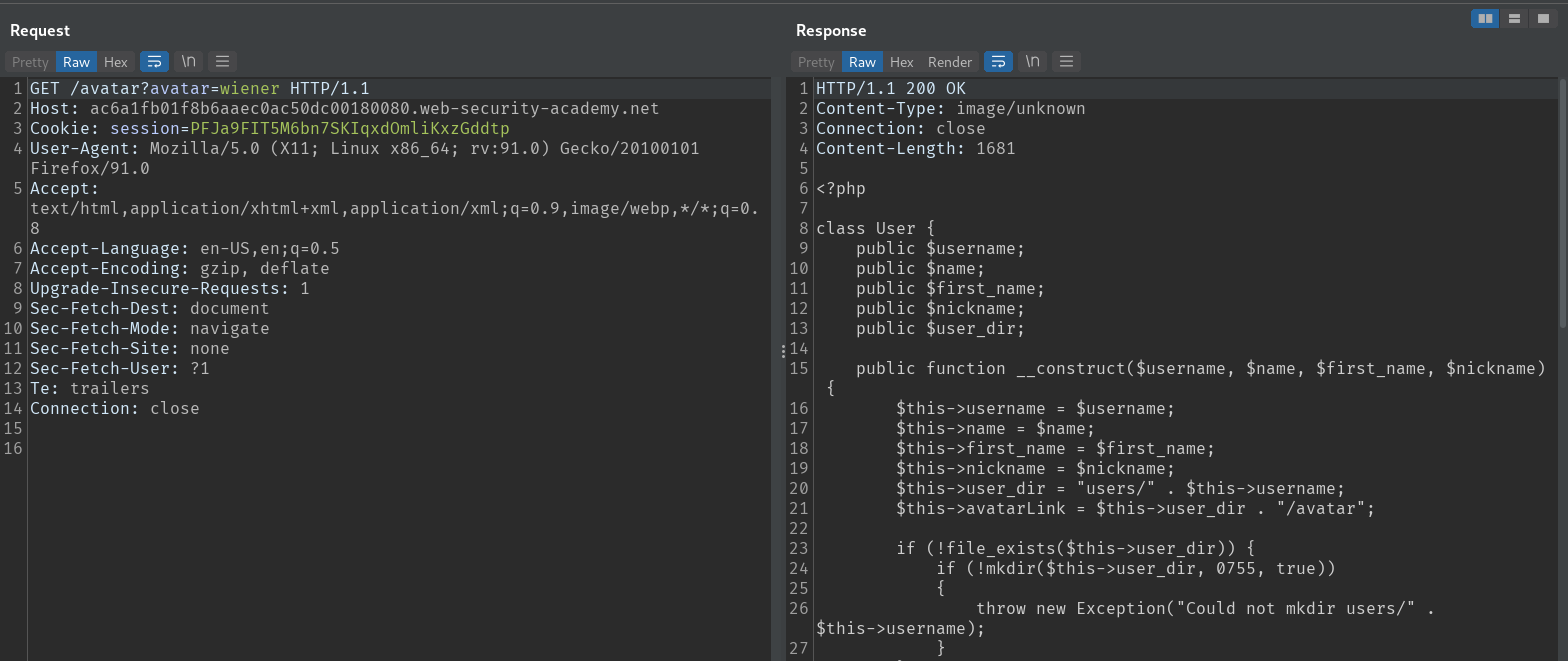 Request
Pretty Raw Hex \n
1 GET /avatar?avatar=wiener HTTP/1.1
2 Host: ac6a1fb01f8b6aaec0ac50dc00180080.web-security-academy.net
3 Cookie: session=PFJa9FIT5M6bn7SKIqxdOmliKxzGddtp
4 User-Agent: Mozilla/5.0 (X11; Linux x86_64; rv:91.0) Gecko/20100101
Firefox/91.0
5 Accept:
text/html,application/xhtml+xml,application/xml;q=0.9,image/webp,*/*;q=0.
8
6 Accept-Language: en-US,en;q=0.5
7 Accept-Encoding: gzip, deflate
8 Upgrade-Insecure-Requests: 1
9 Sec-Fetch-Dest: document
10 Sec-Fetch-Mode: navigate
11 Sec-Fetch-Site: none
12 Sec-Fetch-User: ?1
13 Te: trailers
14 Connection: close
15
16
Response
Pretty Raw Hex Render \n
1 HTTP/1.1 200 OK
2 Content-Type: image/unknown
3 Connection: close
4 Content-Length: 1681
5
6 <?php
7
8 class User {
9 public $username;
10 public $name;
11 public $first_name;
12 public $nickname;
13 public $user_dir;
14
15 public function __construct($username, $name, $first_name, $nickname)
{
16 $this->username = $username;
17 $this->name = $name;
18 $this->first_name = $first_name;
19 $this->nickname = $nickname;
20 $this->user_dir = "users/" . $this->username;
21 $this->avatarLink = $this->user_dir . "/avatar";
22
23 if (!file_exists($this->user_dir)) {
24 if (!mkdir($this->user_dir, 0755, true))
25 {
26 throw new Exception("Could not mkdir users/" .
$this->username);
27 }